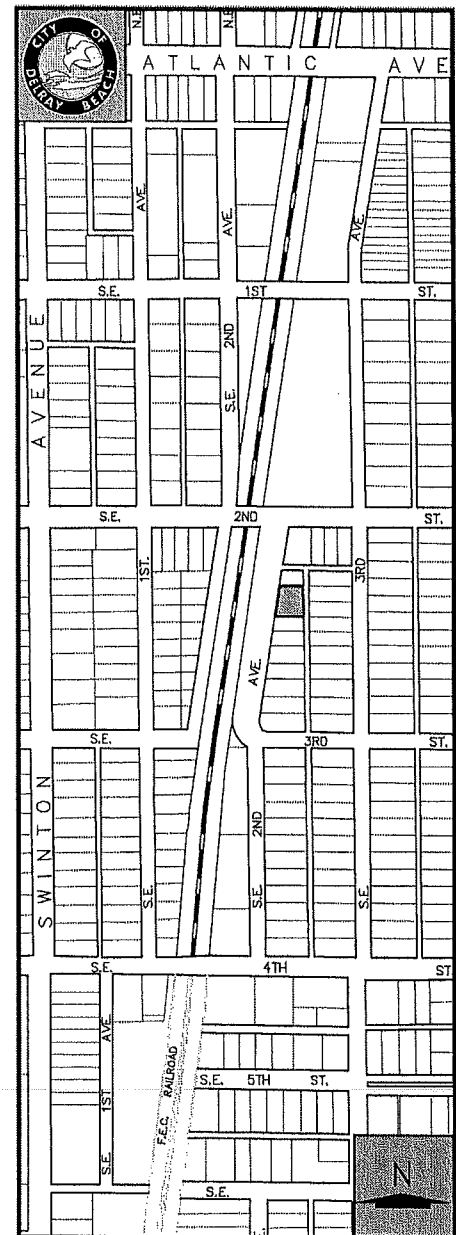 CITY OF
DELRAY BEACH
N.E.
N.E.
ATLANTIC AVE
AVE.
AVE.
AVE.
S.E. 1ST ST.
AVENUE
S.E. 2ND
S.E. 2ND ST.
1ST.
3RD
AVE.
S.E. 3RD ST.
SWINTON
S.E.
S.E. 2ND
S.E.
S.E. 4TH ST
S.E. 1ST AVE.
F.E.C. RAILROAD
S.E. 5TH ST.
S.E.
N